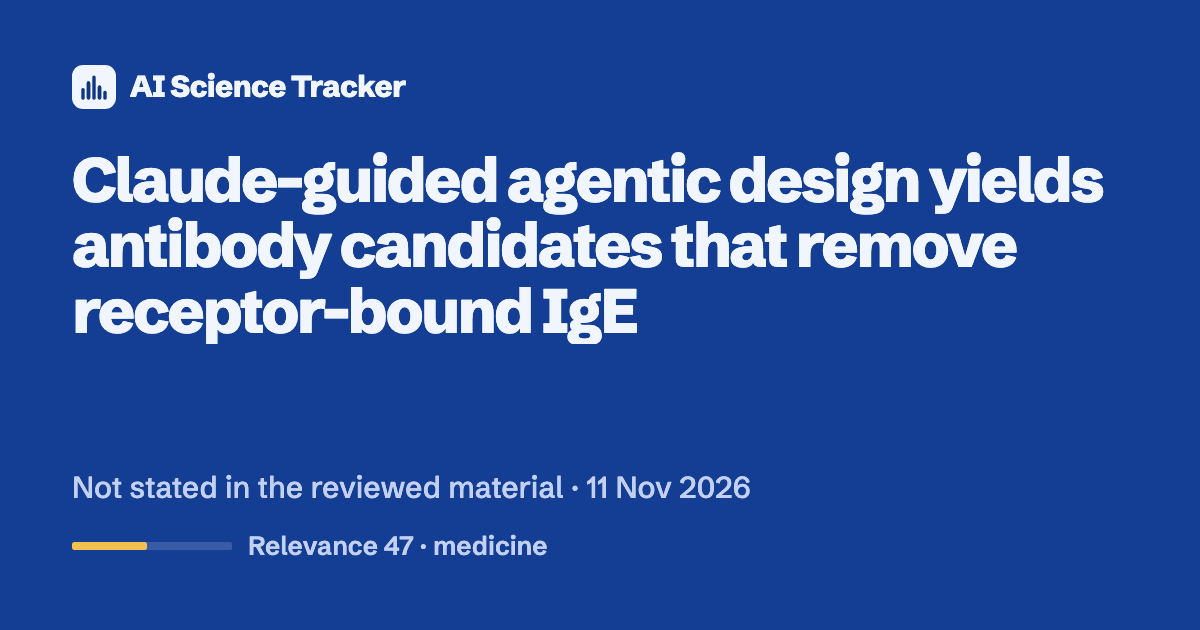 AI Science Tracker
Claude-guided agentic design yields
antibody candidates that remove
receptor-bound IgE
Not stated in the reviewed material · 11 Nov 2026
Relevance 47 · medicine